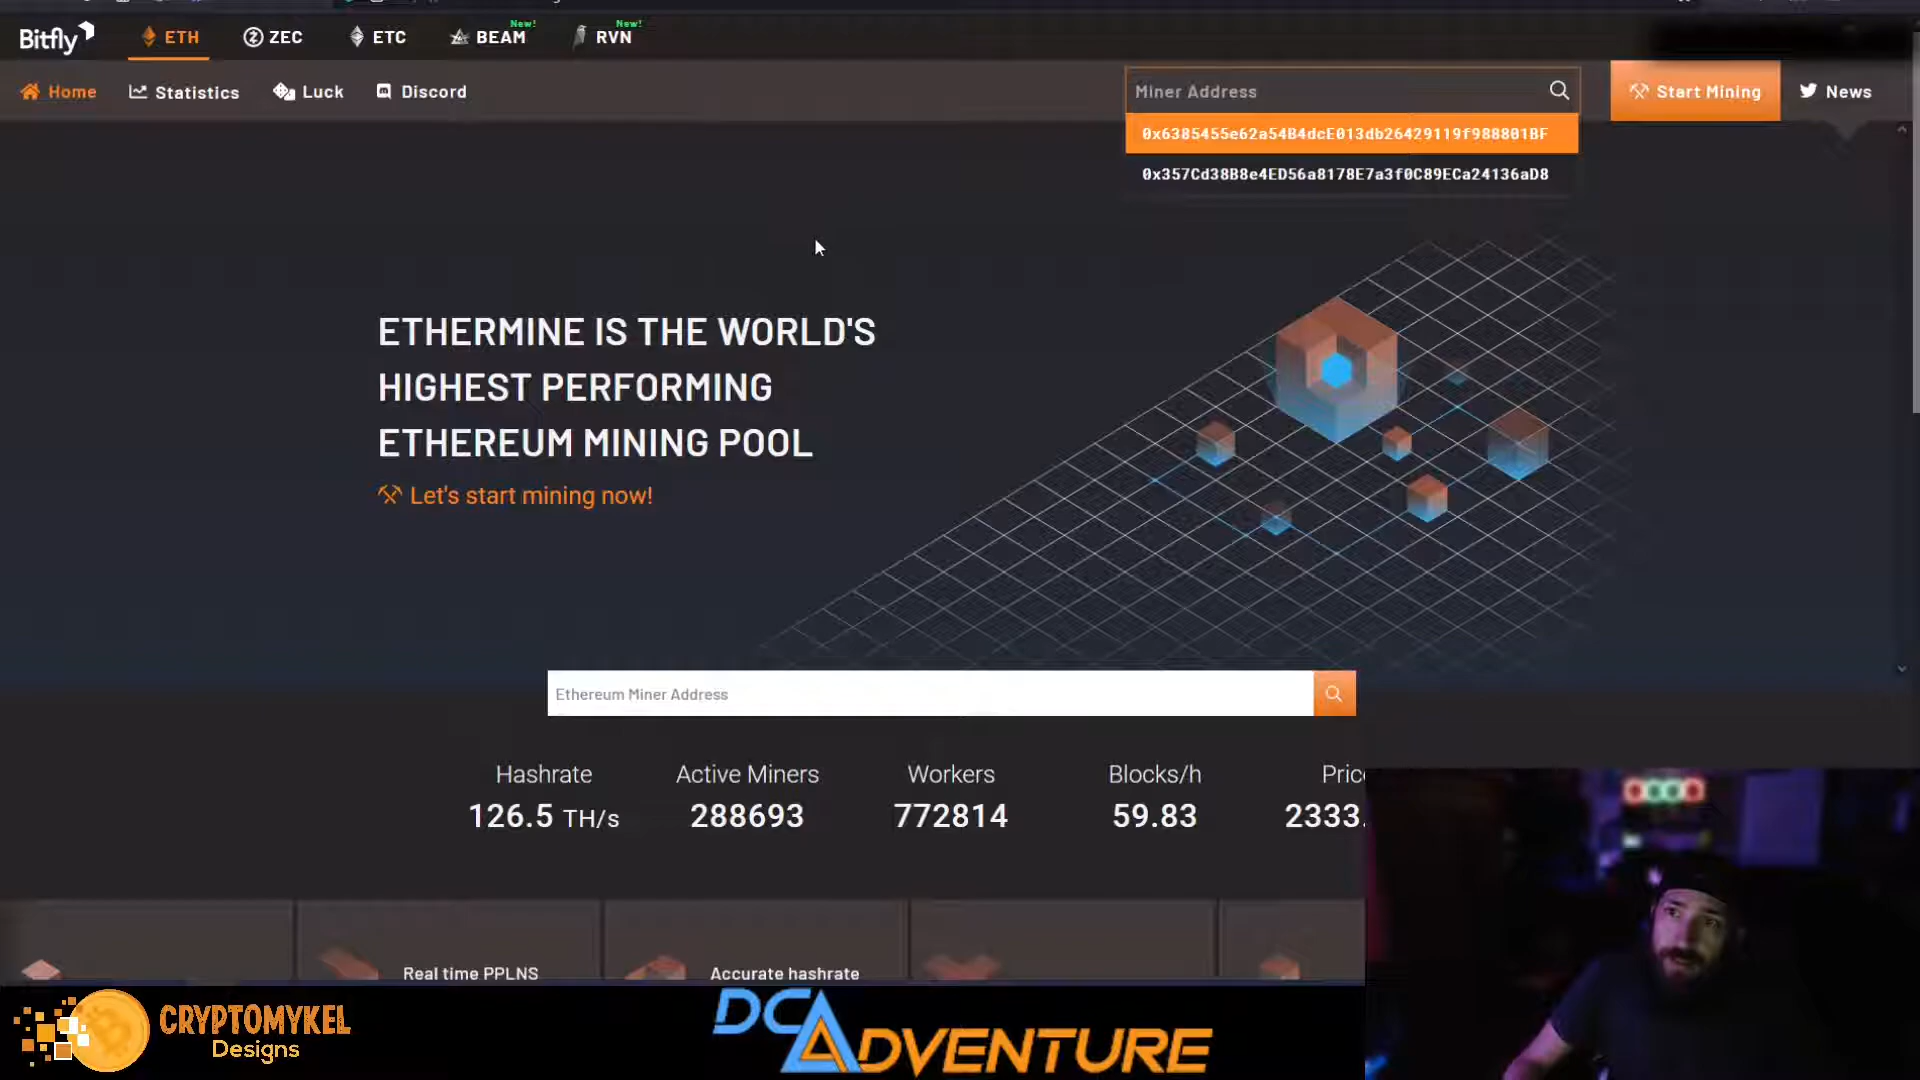 Bitfly
ETH
ZEC
ETC
BEAM
New!
RVN
New!
Home
Statistics
Luck
Discord
Miner Address
Start Mining
News
0x6385455e62a54B4dcE013db26429119f988801BF
0x357Cd38B8e4ED56a8178E7a3f0C89ECa24136aD8
ETHERMINE IS THE WORLD'S
HIGHEST PERFORMING
ETHEREUM MINING POOL
Let's start mining now!
Ethereum Miner Address
Hashrate
Active Miners
Workers
Blocks/h
Pric
126.5 TH/s
288693
772814
59.83
2333.
Real time PPLNS
Accurate hashrate
CRYPTOMYKEL
Designs
DCADVENTURE